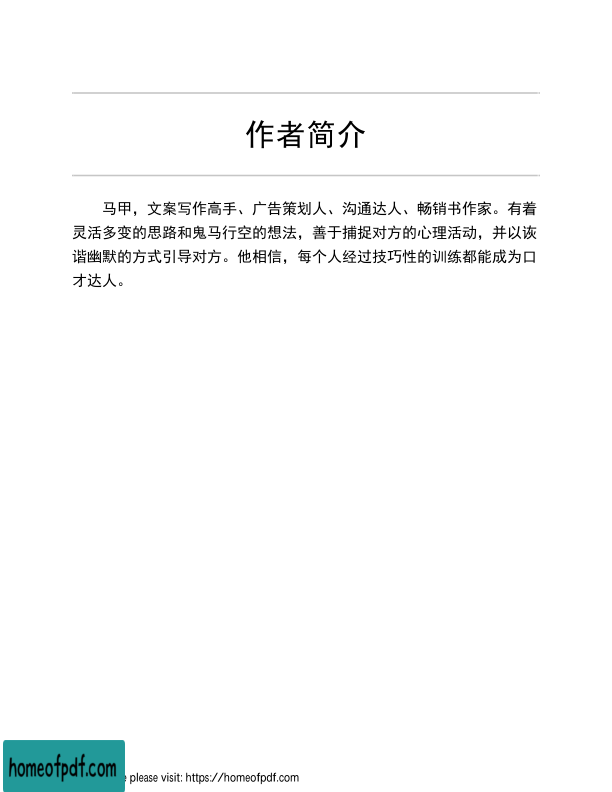 作者简介
马甲，文案写作高手、广告策划人、沟通达人、畅销书作家。有着
灵活多变的思路和鬼马行空的想法，善于捕捉对方的心理活动，并以诙
谐幽默的方式引导对方。他相信，每个人经过技巧性的训练都能成为口
才达人。
homeofpdf.com
please visit: https://homeofpdf.com